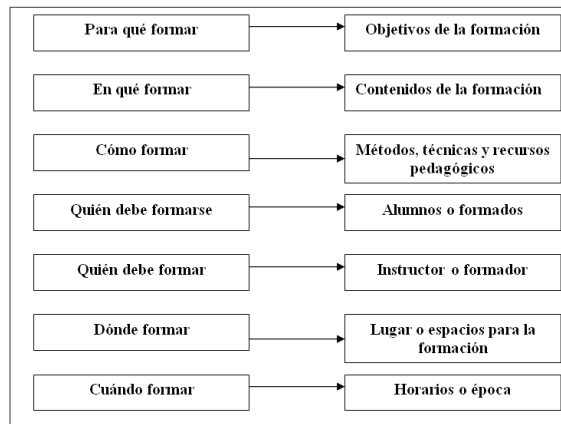 Para qué formar
Objetivos de la formación
En qué formar
Contenidos de la formación
Cómo formar
Métodos, técnicas y recursos
pedagógicos
Quién debe formarse
Alumnos o formados
Quién debe formar
Instructor o formador
Dónde formar
Lugar o espacios para la
formación
Cuándo formar
Horarios o época